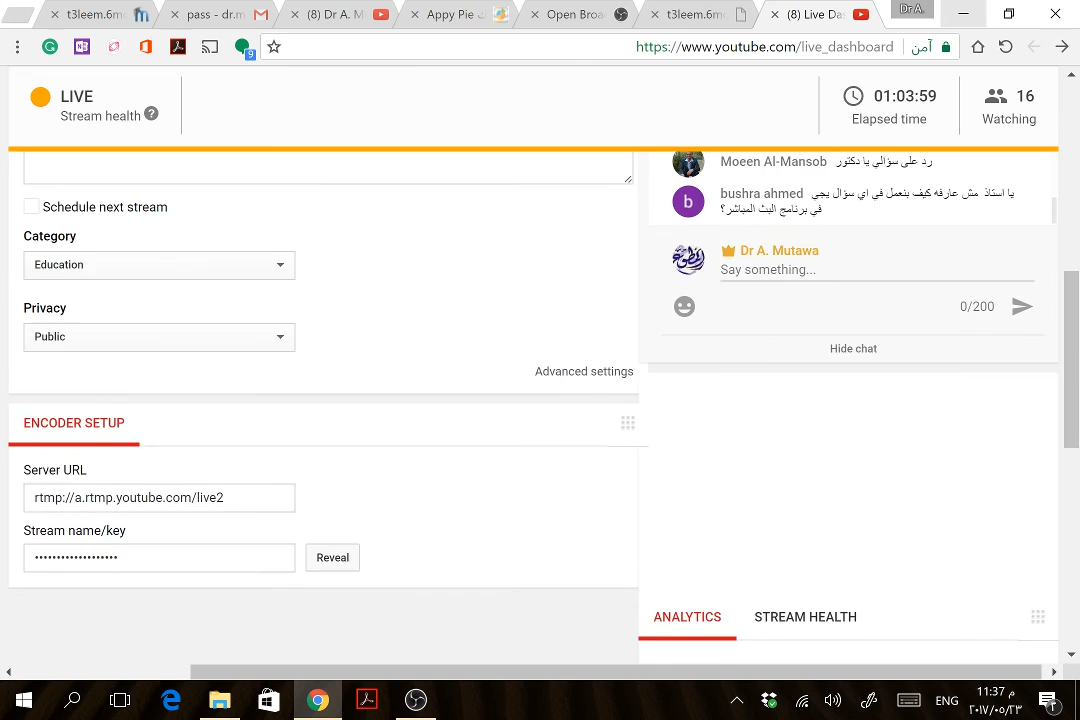 t3leem.6m
pass - dr.m
(8) Dr A. M
Appy Pie
Open Broa
t3leem.6m
(8) Live Da
Dr A.
9
https://www.youtube.com/live_dashboard
آمن
LIVE
Stream health
01:03:59
Elapsed time
16
Watching
Moeen Al-Mansob رد على سؤالي يا دكتور
bushra ahmed يا استاذ مش عارفه كيف بنعمل في اي سؤال يجي
في برنامج البث المباشر؟
b
Schedule next stream
Category
Education
Privacy
Public
Advanced settings
Dr A. Mutawa
Say something...
0/200
Hide chat
ENCODER SETUP
Server URL
rtmp://a.rtmp.youtube.com/live2
Stream name/key
••••••••••••••••••••
Reveal
ANALYTICS
STREAM HEALTH
ENG
11:37 م
٢٠١٧/٠٥/٢٣
1